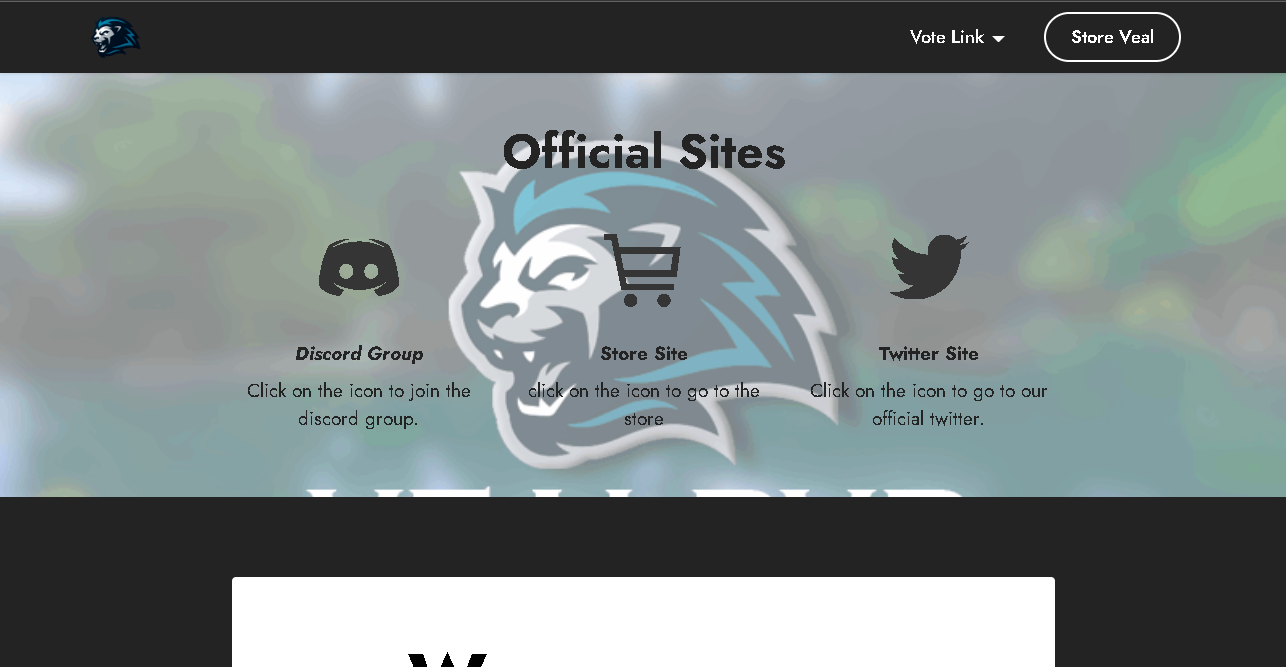 Vote Link
Store Veal
Official Sites
Discord Group
Click on the icon to join the
discord group.
Store Site
click on the icon to go to the
store
Twitter Site
Click on the icon to go to our
official twitter.
W